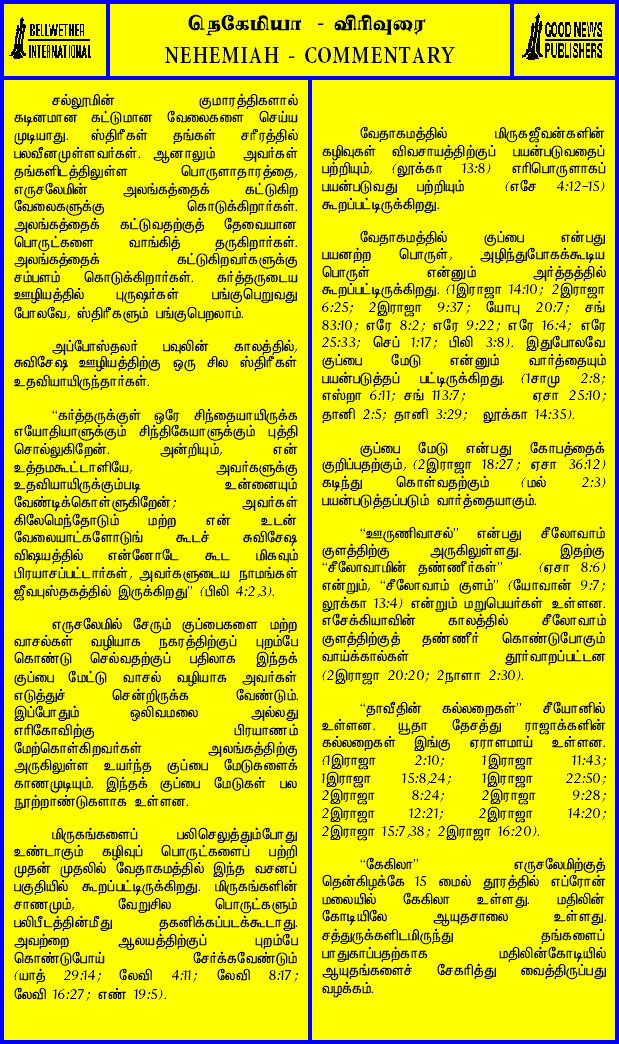 BELLWETHER
INTERNATIONAL
நெகேமியா - விரிவுரை
NEHEMIAH - COMMENTARY
GOOD NEWS
PUBLISHERS
சல்லூமின் குமாரத்திகளால்
கடினமான கட்டுமான வேலைகளை செய்ய
முடியாது. ஸ்திரீகள் தங்கள் சரீரத்தில்
பலவீனமுள்ளவர்கள். ஆனாலும் அவர்கள்
தங்களிடத்திலுள்ள பொருளாதாரத்தை,
எருசலேமின் அலங்கத்தைக் கட்டுகிற
வேலைகளுக்கு கொடுக்கிறார்கள்.
அலங்கத்தைக் கட்டுவதற்குத் தேவையான
பொருட்களை வாங்கித் தருகிறார்கள்.
அலங்கத்தைக் கட்டுகிறவர்களுக்கு
சம்பளம் கொடுக்கிறார்கள். கர்த்தருடைய
ஊழியத்தில் புருஷர்கள் பங்குபெறுவது
போலவே, ஸ்திரீகளும் பங்குபெறலாம்.
அப்போஸ்தலர் பவுலின் காலத்தில்,
சுவிசேஷ ஊழியத்திற்கு ஒரு சில ஸ்திரீகள்
உதவியாயிருந்தார்கள்.
“கர்த்தருக்குள் ஒரே சிந்தையாயிருக்க
எயோதியாளுக்கும் சிந்திகேயாளுக்கும் புத்தி
சொல்லுகிறேன். அன்றியும், என்
உத்தமகூட்டாளியே, அவர்களுக்கு
உதவியாயிருக்கும்படி உன்னையும்
வேண்டிக்கொள்ளுகிறேன்; அவர்கள்
கிலேமெந்தோடும் மற்ற என் உடன்
வேலையாட்களோடுங் கூடச் சுவிசேஷ
விஷயத்தில் என்னோடே கூட மிகவும்
பிரயாசப்பட்டார்கள், அவர்களுடைய நாமங்கள்
ஜீவபுஸ்தகத்தில் இருக்கிறது” (பிலி 4:2,3).
எருசலேமில் சேரும் குப்பைகளை மற்ற
வாசல்கள் வழியாக நகரத்திற்குப் புறம்பே
கொண்டு செல்வதற்குப் பதிலாக இந்தக்
குப்பை மேட்டு வாசல் வழியாக அவர்கள்
எடுத்துச் சென்றிருக்க வேண்டும்.
இப்போதும் ஒலிவமலை அல்லது
எரிகோவிற்கு பிரயாணம்
மேற்கொள்கிறவர்கள் அலங்கத்திற்கு
அருகிலுள்ள உயர்ந்த குப்பை மேடுகளைக்
காணமுடியும். இந்தக் குப்பை மேடுகள் பல
நூற்றாண்டுகளாக உள்ளன.
மிருகங்களைப் பலிசெலுத்தும்போது
உண்டாகும் கழிவுப் பொருட்களைப் பற்றி
முதன் முதலில் வேதாகமத்தில் இந்த வசனப்
பகுதியில் கூறப்பட்டிருக்கிறது. மிருகங்களின்
சாணமும், வேறுசில பொருட்களும்
பலிபீடத்தின்மீது தகனிக்கப்படக்கூடாது.
அவற்றை ஆலயத்திற்குப் புறம்பே
கொண்டுபோய் சேர்க்கவேண்டும்
(யாத் 29:14; லேவி 4:11; லேவி 8:17;
லேவி 16:27; எண் 19:5).
வேதாகமத்தில் மிருகஜீவன்களின்
கழிவுகள் விவசாயத்திற்குப் பயன்படுவதைப்
பற்றியும், (லூக்கா 13:8) எரிபொருளாகப்
பயன்படுவது பற்றியும் (எசே 4:12-15)
கூறப்பட்டிருக்கிறது.
வேதாகமத்தில் குப்பை என்பது
பயனற்ற பொருள், அழிந்துபோகக்கூடிய
பொருள் என்னும் அர்த்தத்தில்
கூறப்பட்டிருக்கிறது. (1இராஜா 14:10; 2இராஜா
6:25; 2இராஜா 9:37; யோபு 20:7; சங்
83:10; எரே 8:2; எரே 9:22; எரே 16:4; எரே
25:33; செப் 1:17; பிலி 3:8). இதுபோலவே
குப்பை மேடு என்னும் வார்த்தையும்
பயன்படுத்தப் பட்டிருக்கிறது. (1சாமு 2:8;
எஸ்றா 6:11; சங் 113:7; ஏசா 25:10;
தானி 2:5; தானி 3:29; லூக்கா 14:35).
குப்பை மேடு என்பது கோபத்தைக்
குறிப்பதற்கும், (2இராஜா 18:27; ஏசா 36:12)
கடிந்து கொள்வதற்கும் (மல் 2:3)
பயன்படுத்தப்படும் வார்த்தையாகும்.
“ஊருணிவாசல்” என்பது சீலோவாம்
குளத்திற்கு அருகிலுள்ளது. இதற்கு
“சீலோவாமின் தண்ணீர்கள்” (ஏசா 8:6)
என்றும், “சீலோவாம் குளம்” (யோவான் 9:7;
லூக்கா 13:4) என்றும் மறுபெயர்கள் உள்ளன.
எசேக்கியாவின் காலத்தில் சீலோவாம்
குளத்திற்குத் தண்ணீர் கொண்டுபோகும்
வாய்க்கால்கள் தூர்வாறப்பட்டன
(2இராஜா 20:20; 2நாளா 2:30).
“தாவீதின் கல்லறைகள்” சீயோனில்
உள்ளன. யூதா தேசத்து ராஜாக்களின்
கல்லறைகள் இங்கு ஏராளமாய் உள்ளன.
(1இராஜா 2:10; 1இராஜா 11:43;
1இராஜா 15:8,24; 1இராஜா 22:50;
2இராஜா 8:24; 2இராஜா 9:28;
2இராஜா 12:21; 2இராஜா 14:20;
2இராஜா 15:7,38; 2இராஜா 16:20).
“கேகிலா” எருசலேமிற்குத்
தென்கிழக்கே 15 மைல் தூரத்தில் எப்ரோன்
மலையில் கேகிலா உள்ளது. மதிலின்
கோடியிலே ஆயுதசாலை உள்ளது.
சத்துருக்களிடமிருந்து தங்களைப்
பாதுகாப்பதற்காக மதிலின்கோடியில்
ஆயுதங்களைச் சேகரித்து வைத்திருப்பது
வழக்கம்.